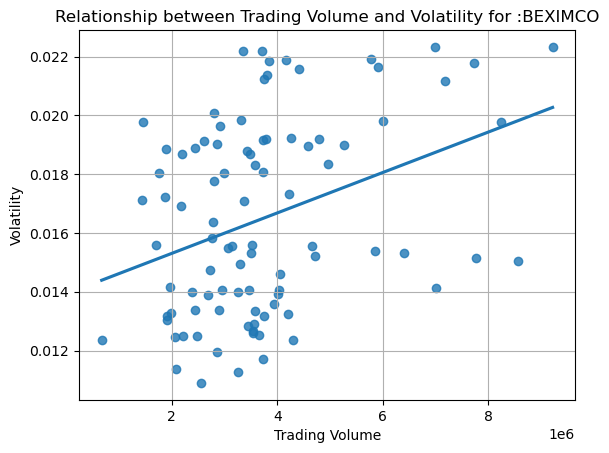 Relationship between Trading Volume and Volatility for :BEXIMCO
0.022
0.020
0.018
0.016
0.014
0.012
Volatility
2
4
6
8
1e6
Trading Volume